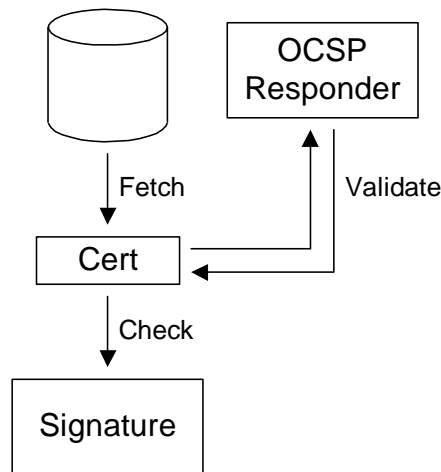 OCSP
Responder
Fetch
Validate
Cert
Check
Signature